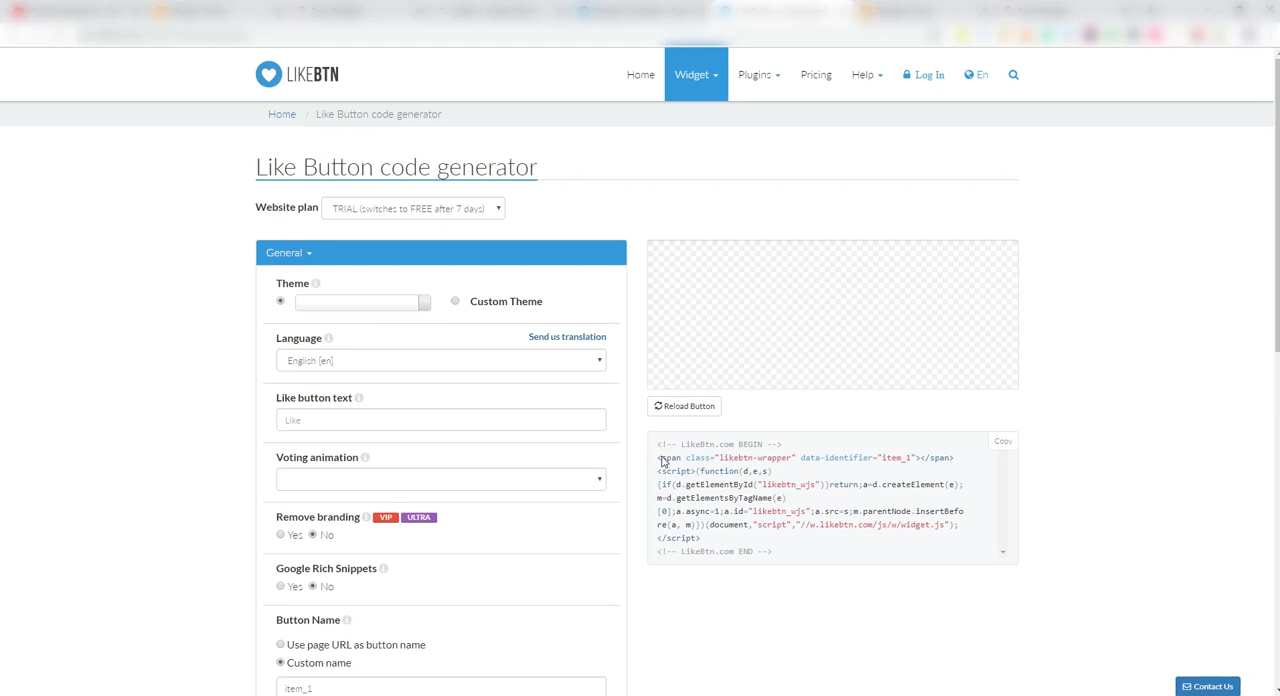 LIKEBTN
Home
Widget
Plugins
Pricing
Help
Log In
En
Home / Like Button code generator
Like Button code generator
Website plan
TRIAL (switches to FREE after 7 days)
General
Theme
Custom Theme
Language
Send us translation
English [en]
Like button text
Like
Voting animation
Remove branding VIP ULTRA
Yes No
Google Rich Snippets
Yes No
Button Name
Use page URL as button name
Custom name
item_1
Reload Button
Copy
<!-- LikeBtn.com BEGIN -->
<span class="likebtn-wrapper" data-identifier="item_1"></span>
<script>(function(d,e,s)
{if(d.getElementById("likebtn_wjs"))return;a=d.createElement(e);
m=d.getElementsByTagName(e)
[0];a.async=1;a.id="likebtn_wjs";a.src=s;m.parentNode.insertBefo
re(a, m)})(document,"script","//w.likebtn.com/js/w/widget.js");
</script>
<!-- LikeBtn.com END -->
Contact Us